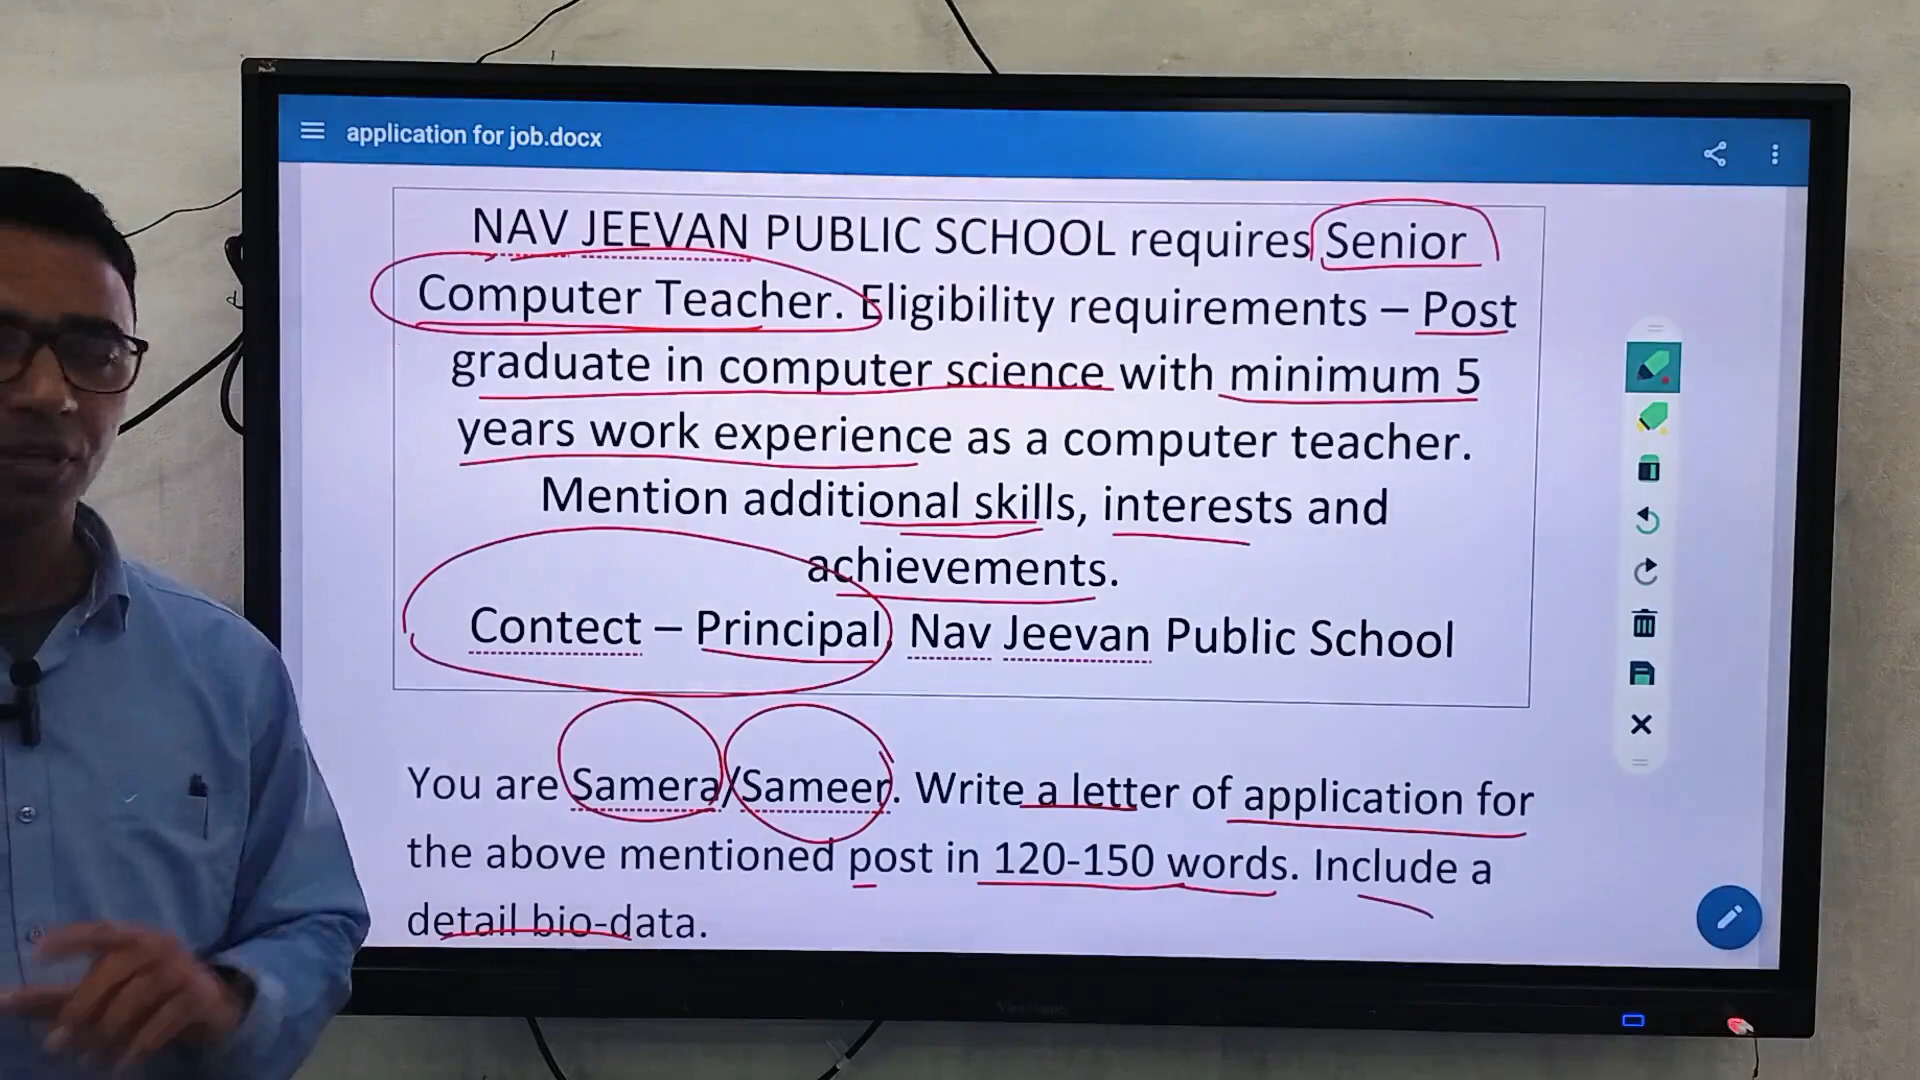 application for job.docx
NAV JEEVAN PUBLIC SCHOOL requires Senior
Computer Teacher. Eligibility requirements – Post
graduate in computer science with minimum 5
years work experience as a computer teacher.
Mention additional skills, interests and
achievements.
Contect – Principal, Nav Jeevan Public School
You are Samera/Sameer. Write a letter of application for
the above mentioned post in 120-150 words. Include a
detail bio-data.